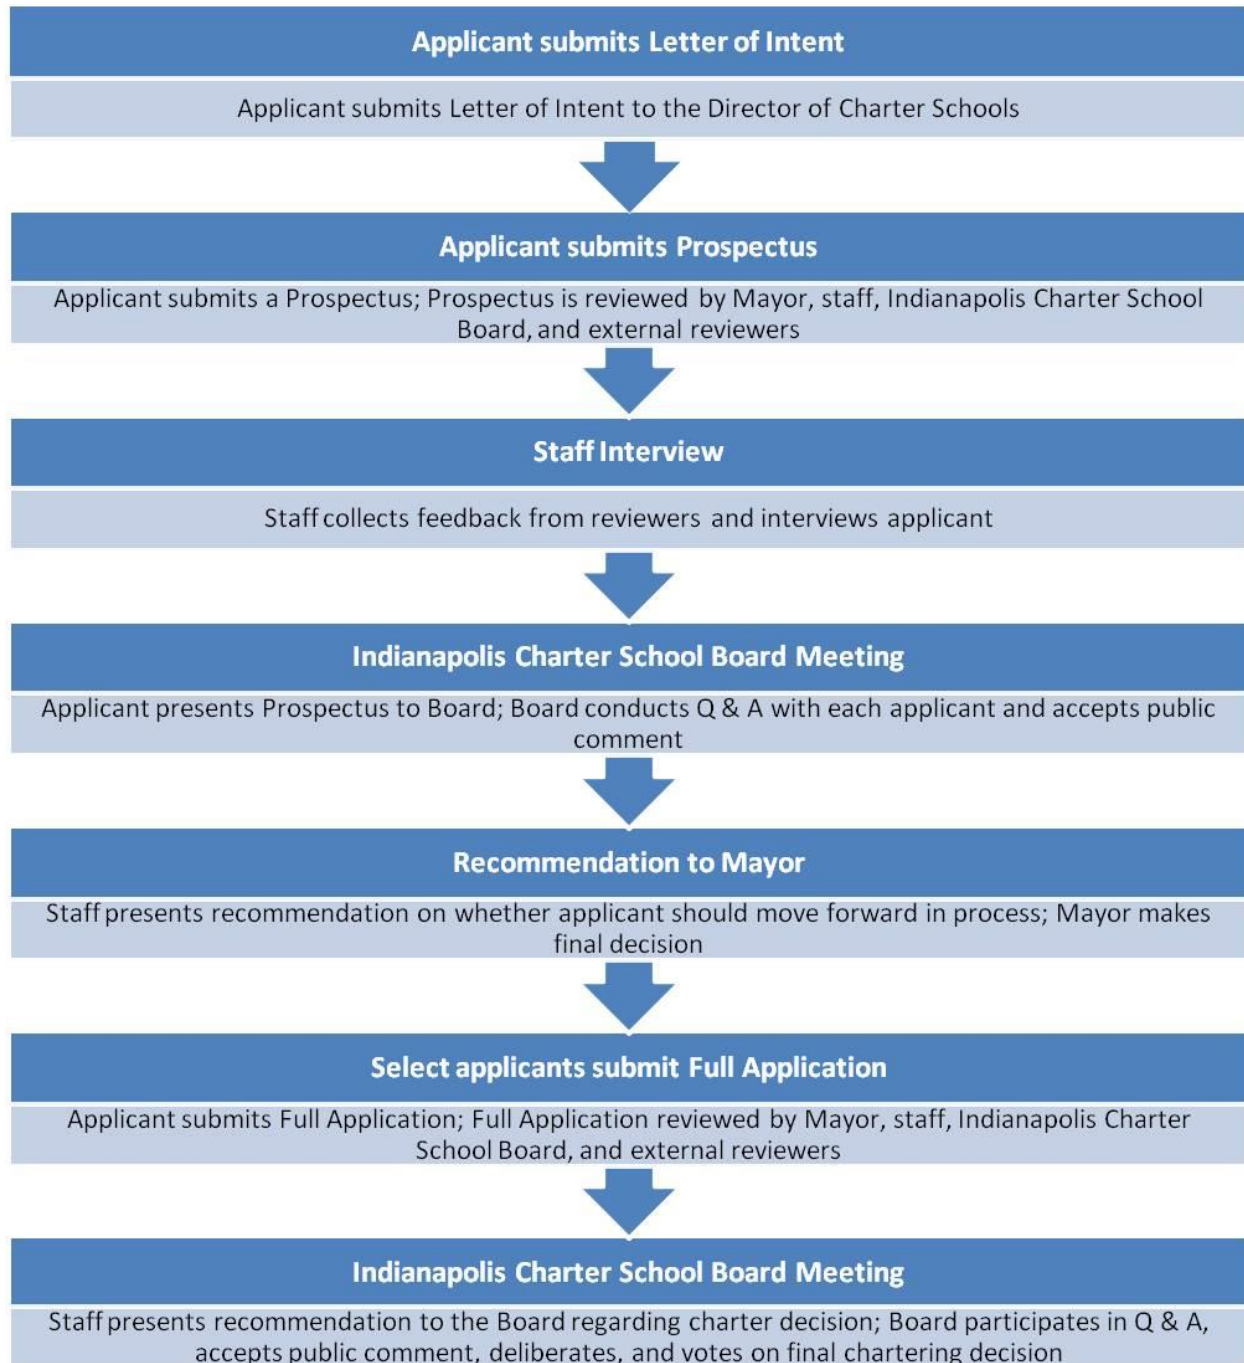 Applicant submits Letter of Intent
Applicant submits Letter of Intent to the Director of Charter Schools
Applicant submits Prospectus
Applicant submits a Prospectus; Prospectus is reviewed by Mayor, staff, Indianapolis Charter School
Board, and external reviewers
Staff Interview
Staff collects feedback from reviewers and interviews applicant
Indianapolis Charter School Board Meeting
Applicant presents Prospectus to Board; Board conducts Q & A with each applicant and accepts public
comment
Recommendation to Mayor
Staff presents recommendation on whether applicant should move forward in process; Mayor makes
final decision
Select applicants submit Full Application
Applicant submits Full Application; Full Application reviewed by Mayor, staff, Indianapolis Charter
School Board, and external reviewers
Indianapolis Charter School Board Meeting
Staff presents recommendation to the Board regarding charter decision; Board participates in Q & A,
accepts public comment, deliberates, and votes on final chartering decision